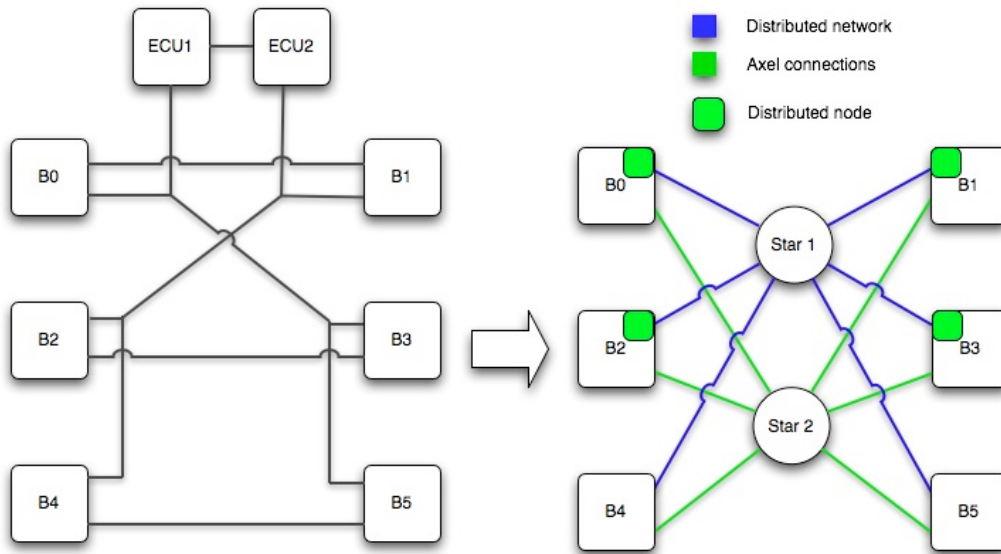 ECU1
ECU2
B0
B1
B2
B3
B4
B5
Distributed network
Axel connections
Distributed node
B0
B1
Star 1
B2
B3
Star 2
B4
B5